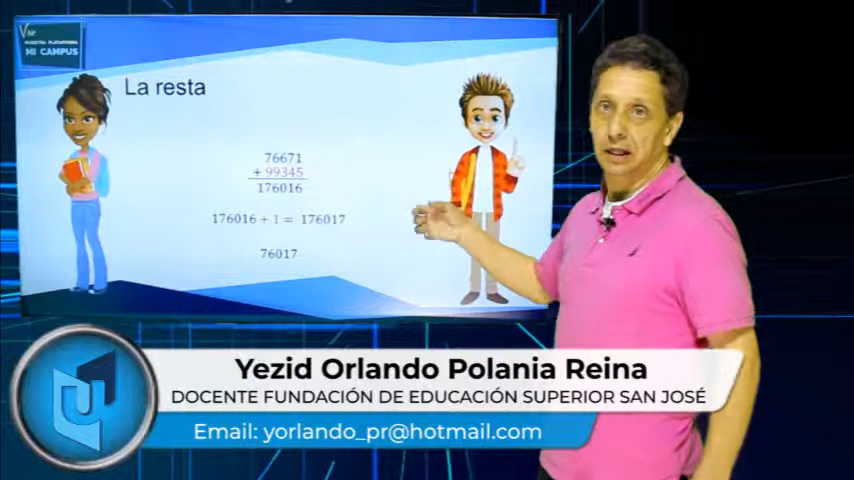 MI CAMPUS
La resta
76671
+ 99345
176016
176016 + 1 = 176017
76017
Yezid Orlando Polania Reina
DOCENTE FUNDACIÓN DE EDUCACIÓN SUPERIOR SAN JOSÉ
Email: yorlando_pr@hotmail.com